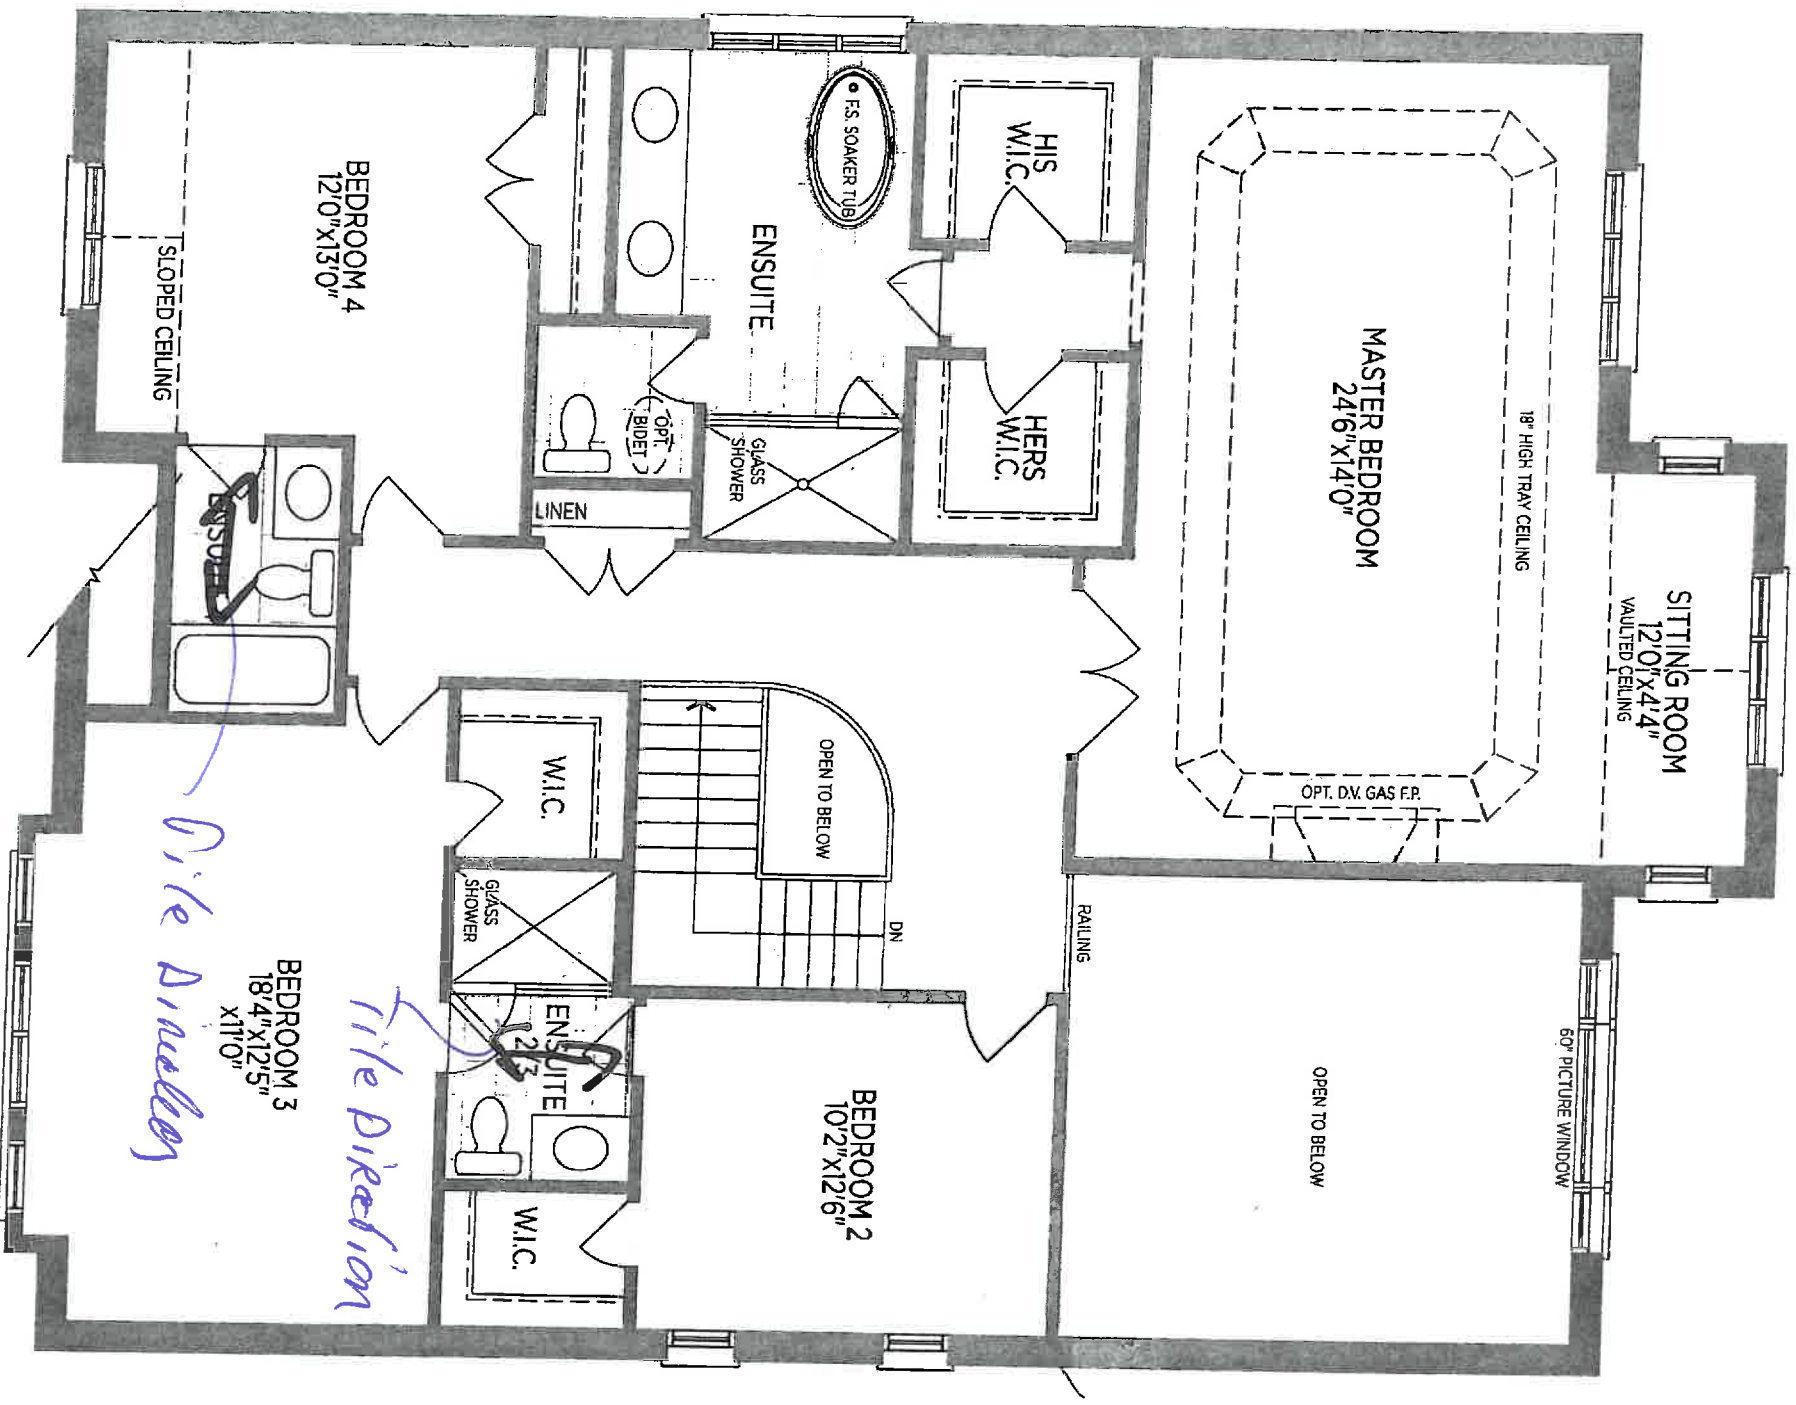 SITTING ROOM
12'0"x4'4"
VAULTED CEILING
18" HIGH TRAY CEILING
MASTER BEDROOM
24'6"x14'0"
OPT. D.V. GAS F.P.
60" PICTURE WINDOW
OPEN TO BELOW
RAILING
HIS
W.I.C.
HERS
W.I.C.
F.S. SOAKER TUB
ENSUITE
GLASS
SHOWER
OPT.
BIDET
LINEN
DN
OPEN TO BELOW
BEDROOM 2
10'2"x12'6"
BEDROOM 4
12'0"x13'0"
SLOPED CEILING
W.I.C.
GLASS
SHOWER
ENSUITE
2/3
W.I.C.
ENSUITE
BEDROOM 3
18'4"x12'5"
x11'0"
Tile Direction
Tile Direction